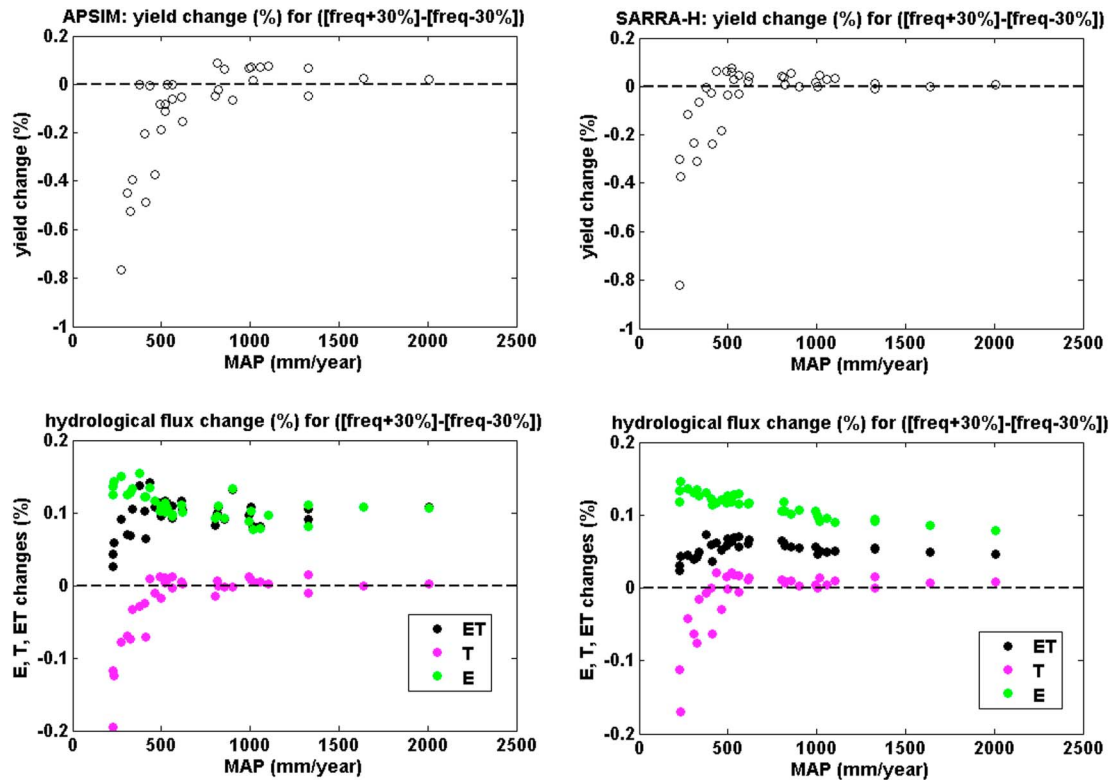 APSIM: yield change (%) for ([freq+30%]-[freq-30%])
yield change (%)
0.2
0
-0.2
-0.4
-0.6
-0.8
-1
0 500 1000 1500 2000 2500
MAP (mm/year)
SARRA-H: yield change (%) for ([freq+30%]-[freq-30%])
yield change (%)
0.2
0
-0.2
-0.4
-0.6
-0.8
-1
0 500 1000 1500 2000 2500
MAP (mm/year)
hydrological flux change (%) for ([freq+30%]-[freq-30%])
E, T, ET changes (%)
0.2
0.1
0
-0.1
-0.2
0 500 1000 1500 2000 2500
MAP (mm/year)
ET
T
E
hydrological flux change (%) for ([freq+30%]-[freq-30%])
E, T, ET changes (%)
0.2
0.1
0
-0.1
-0.2
0 500 1000 1500 2000 2500
MAP (mm/year)
ET
T
E